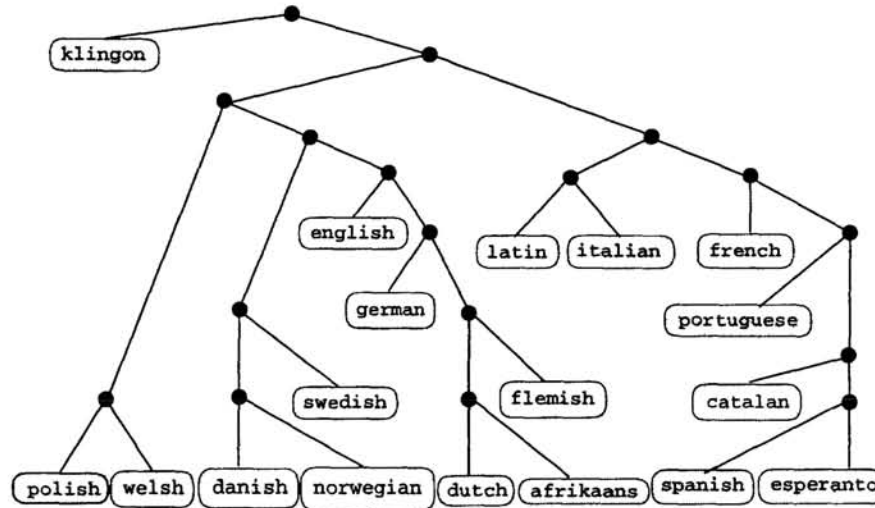 klingon
english
latin
italian
french
german
portuguese
swedish
flemish
catalan
polish
welsh
danish
norwegian
dutch
afrikaans
spanish
esperanto